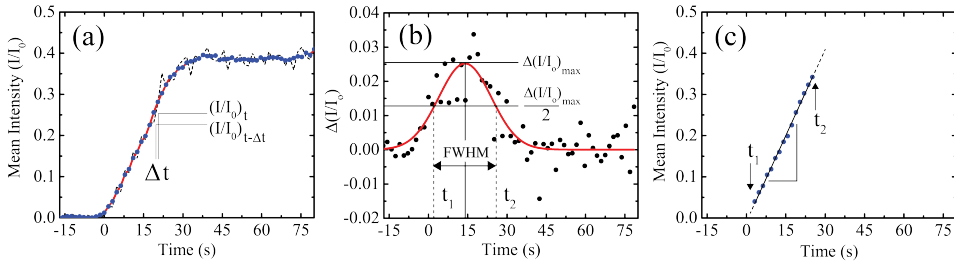 (a)
Mean Intensity (I/I₀)
0.5
0.4
0.3
0.2
0.1
0.0
(I/I₀)t
(I/I₀)t-Δt
Δt
-15 0 15 30 45 60 75
Time (s)
(b)
Δ(I/Iₒ)
0.04
0.03
0.02
0.01
0.00
-0.01
-0.02
Δ(I/Iₒ)max
Δ(I/Iₒ)max
2
FWHM
t₁ t₂
-15 0 15 30 45 60 75
Time (s)
(c)
Mean Intensity (I/I₀)
0.5
0.4
0.3
0.2
0.1
0.0
t₁
t₂
-15 0 15 30 45 60 75
Time (s)